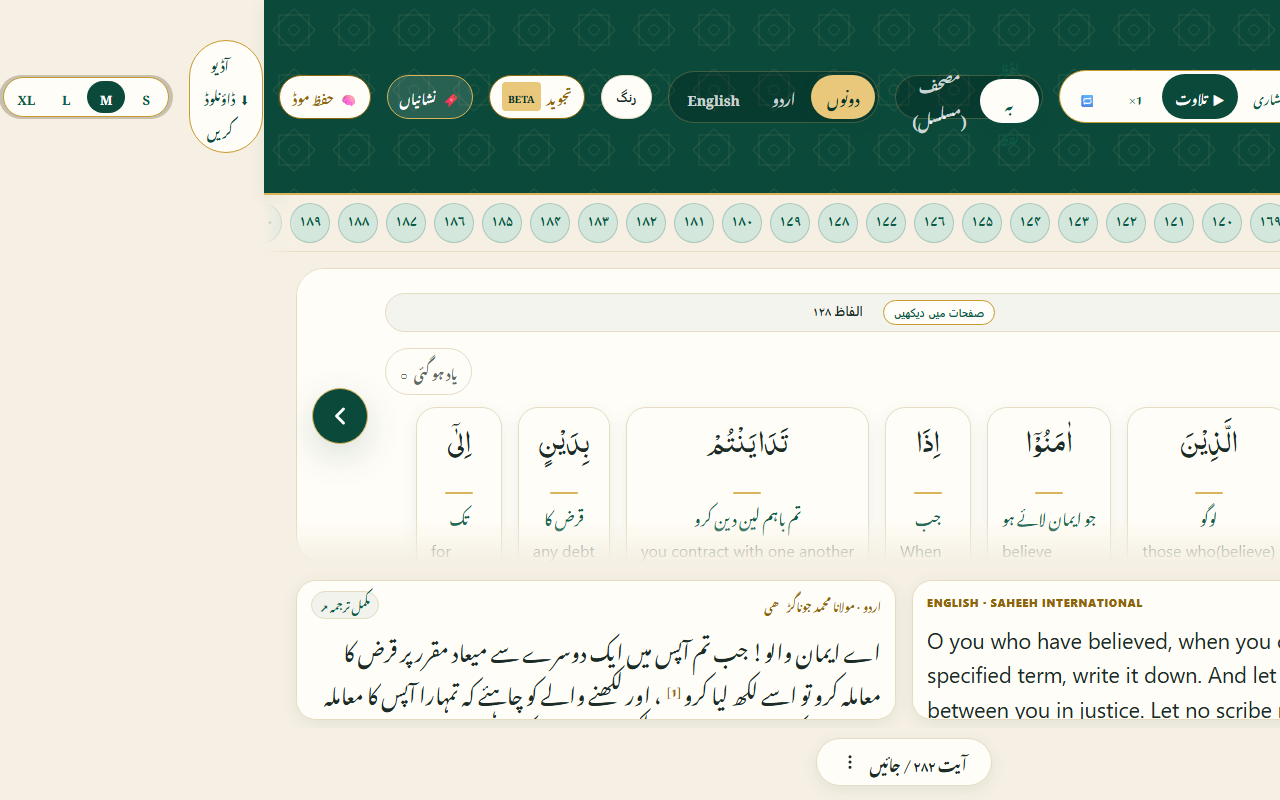 شاری
▶ تلاوت
×۱
بہ
مصحف (مسلسل)
دونوں
اردو
English
رنگ
تجوید BETA
نشانیاں
حفظ موڈ
آڈیو ڈاؤنلوڈ کریں
S
M
L
XL
۱۶۹ ۱۷۰ ۱۷۱ ۱۷۲ ۱۷۳ ۱۷۴ ۱۷۵ ۱۷۶ ۱۷۷ ۱۷۸ ۱۷۹ ۱۸۰ ۱۸۱ ۱۸۲ ۱۸۳ ۱۸۴ ۱۸۵ ۱۸۶ ۱۸۷ ۱۸۸ ۱۸۹
صفحات میں دیکھیں
۱۲۸ الفاظ
یاد ہو گئی ○
الَّذِيْنَ اٰمَنُوْٓا اِذَا تَدَايَنْتُمْ بِدَيْنٍ اِلٰٓى
لوگو
جو ایمان لائے ہو
جب
تم باہم لین دین کرو
قرض کا
تک
those who(believe)
believe
When
you contract with one another
any debt
for
اردو · مولانا محمد جوناگڑھی
مکمل ترجمہ
اے ایمان والو! جب تم آپس میں ایک دوسرے سے میعاد مقرر پر قرض کا
معاملہ کرو تو اسے لکھ لیا کرو [1] ، اور لکھنے والے کو چاہئے کہ تمہارا آپس کا معاملہ
ENGLISH · SAHEEH INTERNATIONAL
O you who have believed, when you
specified term, write it down. And let
between you in justice. Let no scribe
آیت ۲۸۲ / جائیں